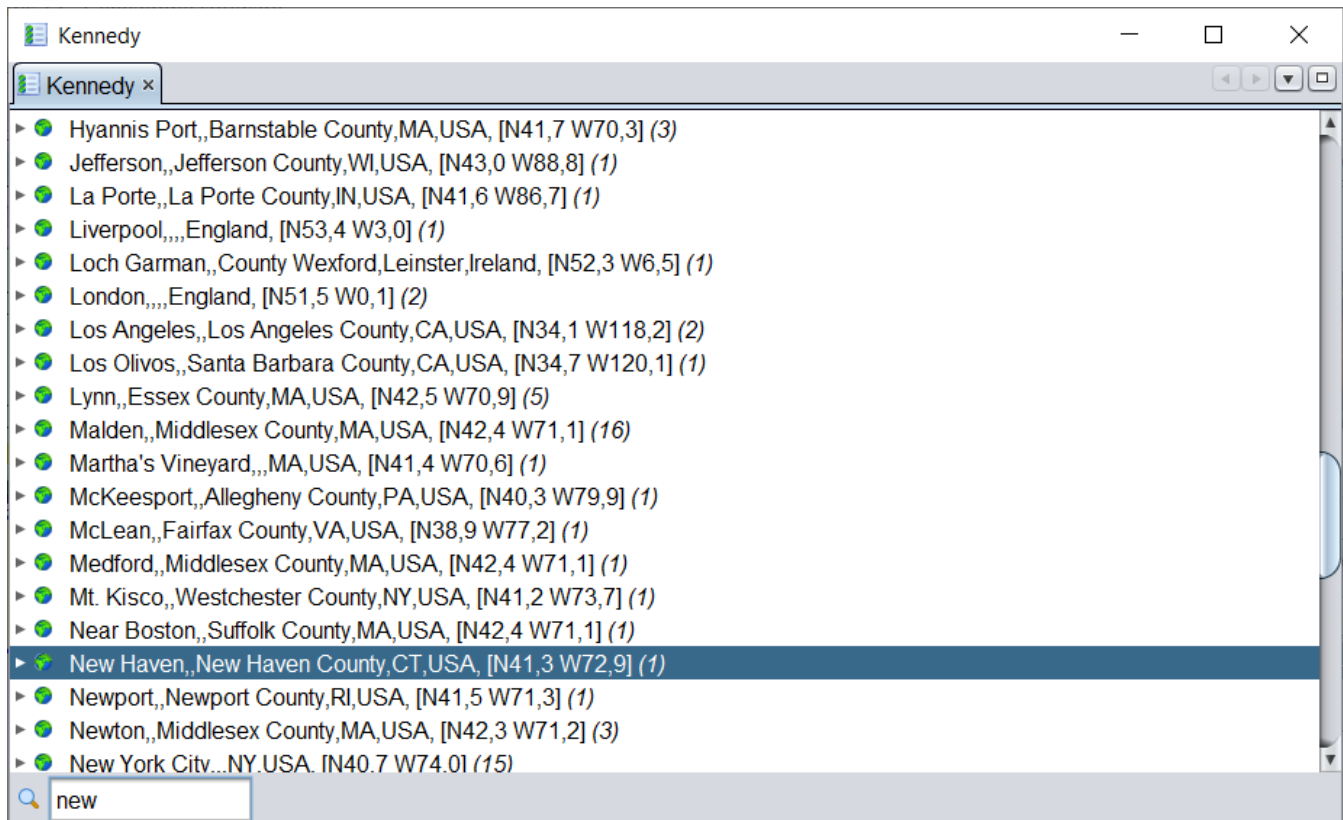 Kennedy
Kennedy ×
Hyannis Port,,Barnstable County,MA,USA, [N41,7 W70,3] (3)
Jefferson,,Jefferson County,WI,USA, [N43,0 W88,8] (1)
La Porte,,La Porte County,IN,USA, [N41,6 W86,7] (1)
Liverpool,,,,England, [N53,4 W3,0] (1)
Loch Garman,,County Wexford,Leinster,Ireland, [N52,3 W6,5] (1)
London,,,,England, [N51,5 W0,1] (2)
Los Angeles,,Los Angeles County,CA,USA, [N34,1 W118,2] (2)
Los Olivos,,Santa Barbara County,CA,USA, [N34,7 W120,1] (1)
Lynn,,Essex County,MA,USA, [N42,5 W70,9] (5)
Malden,,Middlesex County,MA,USA, [N42,4 W71,1] (16)
Martha's Vineyard,,,MA,USA, [N41,4 W70,6] (1)
McKeesport,,Allegheny County,PA,USA, [N40,3 W79,9] (1)
McLean,,Fairfax County,VA,USA, [N38,9 W77,2] (1)
Medford,,Middlesex County,MA,USA, [N42,4 W71,1] (1)
Mt. Kisco,,Westchester County,NY,USA, [N41,2 W73,7] (1)
Near Boston,,Suffolk County,MA,USA, [N42,4 W71,1] (1)
New Haven,,New Haven County,CT,USA, [N41,3 W72,9] (1)
Newport,,Newport County,RI,USA, [N41,5 W71,3] (1)
Newton,,Middlesex County,MA,USA, [N42,3 W71,2] (3)
New York City,,,NY,USA, [N40,7 W74,0] (15)
new